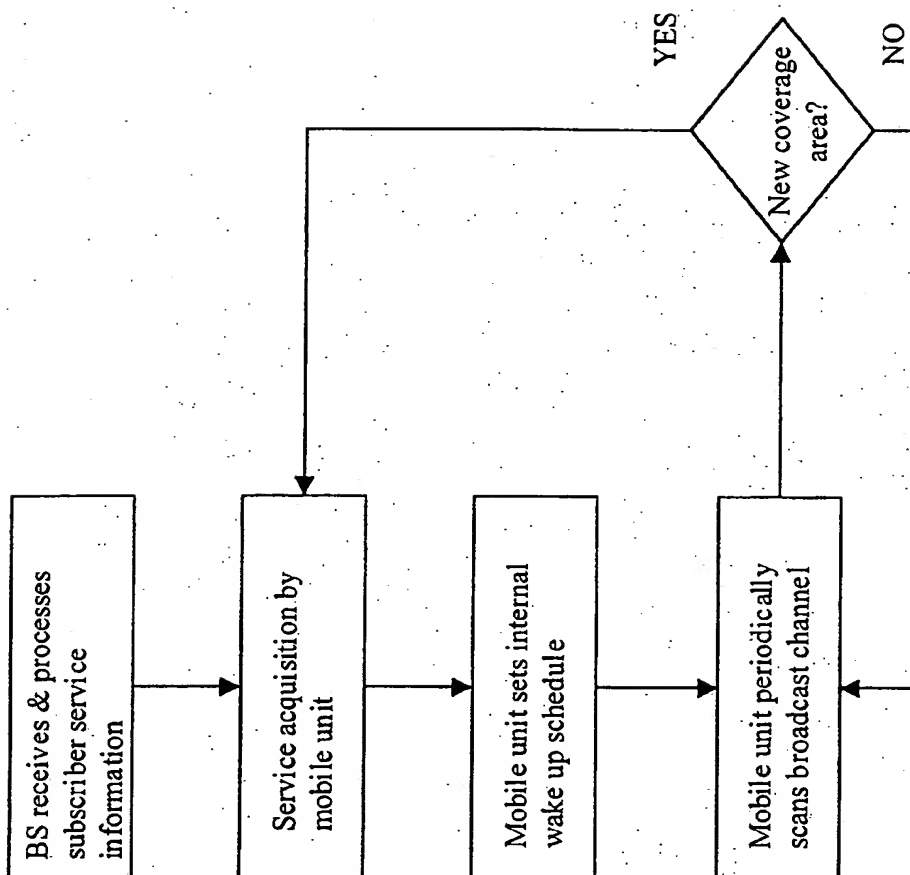 BS receives & processes
subscriber service
information
Service acquisition by
mobile unit
Mobile unit sets internal
wake up schedule
Mobile unit periodically
scans broadcast channel
New coverage
area?
YES
NO